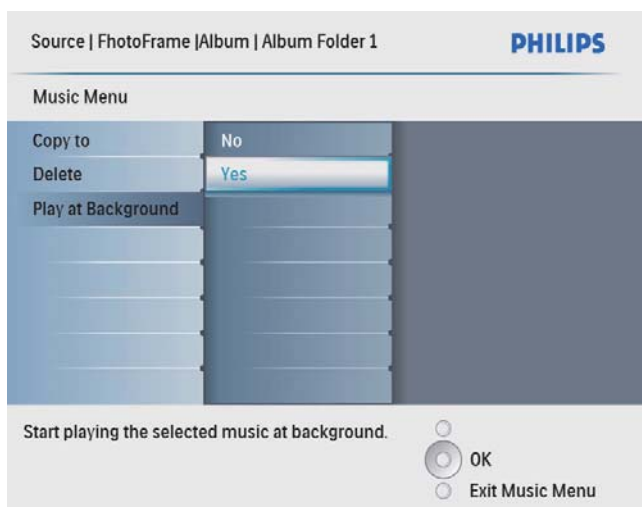 Source | FhotoFrame |Album | Album Folder 1
PHILIPS
Music Menu
Copy to
No
Delete
Yes
Play at Background
Start playing the selected music at background.
OK
Exit Music Menu